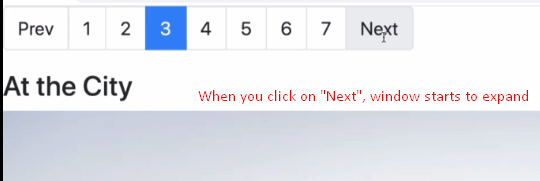 Prev 1 2 3 4 5 6 7 Next
At the City
When you click on "Next", window starts to expand